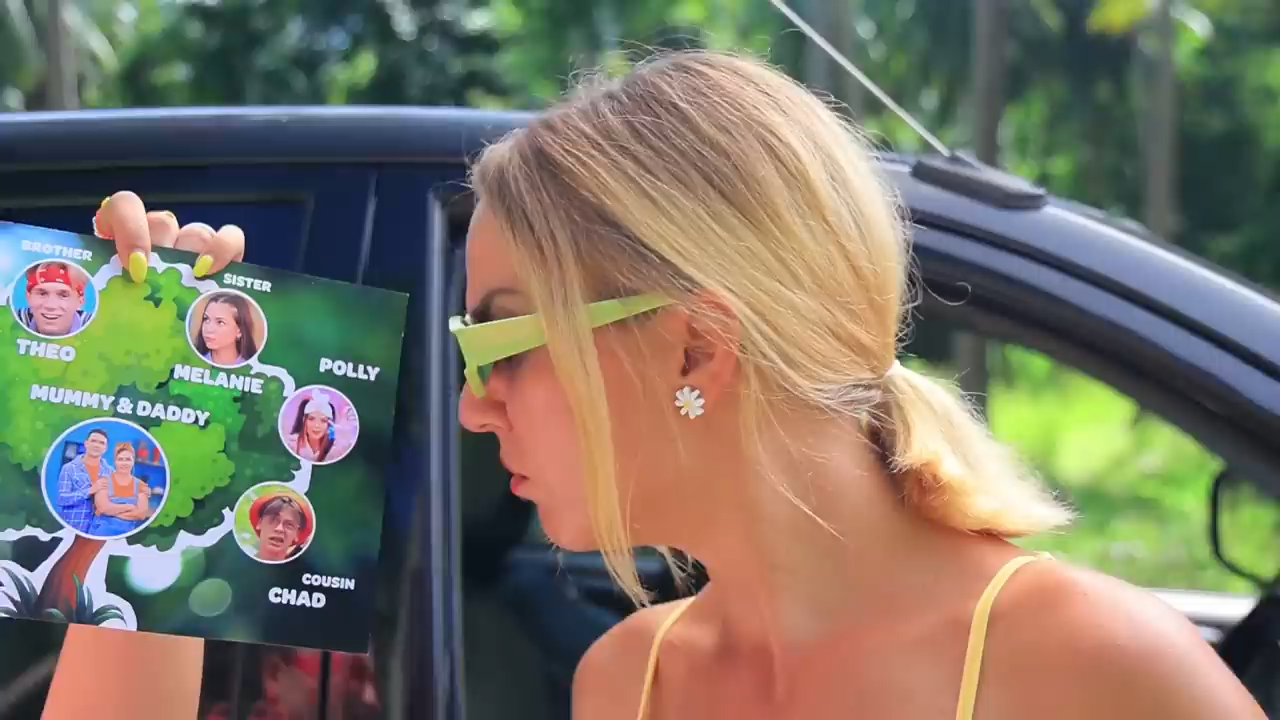 BROTHER
THEO
SISTER
MELANIE
POLLY
MUMMY & DADDY
COUSIN
CHAD